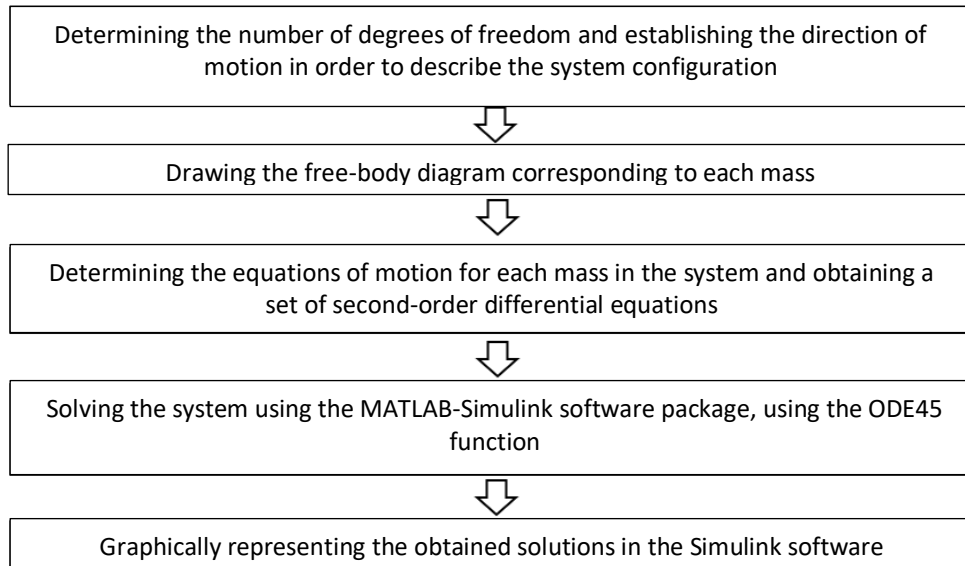 Determining the number of degrees of freedom and establishing the direction of
motion in order to describe the system configuration
Drawing the free-body diagram corresponding to each mass
Determining the equations of motion for each mass in the system and obtaining a
set of second-order differential equations
Solving the system using the MATLAB-Simulink software package, using the ODE45
function
Graphically representing the obtained solutions in the Simulink software